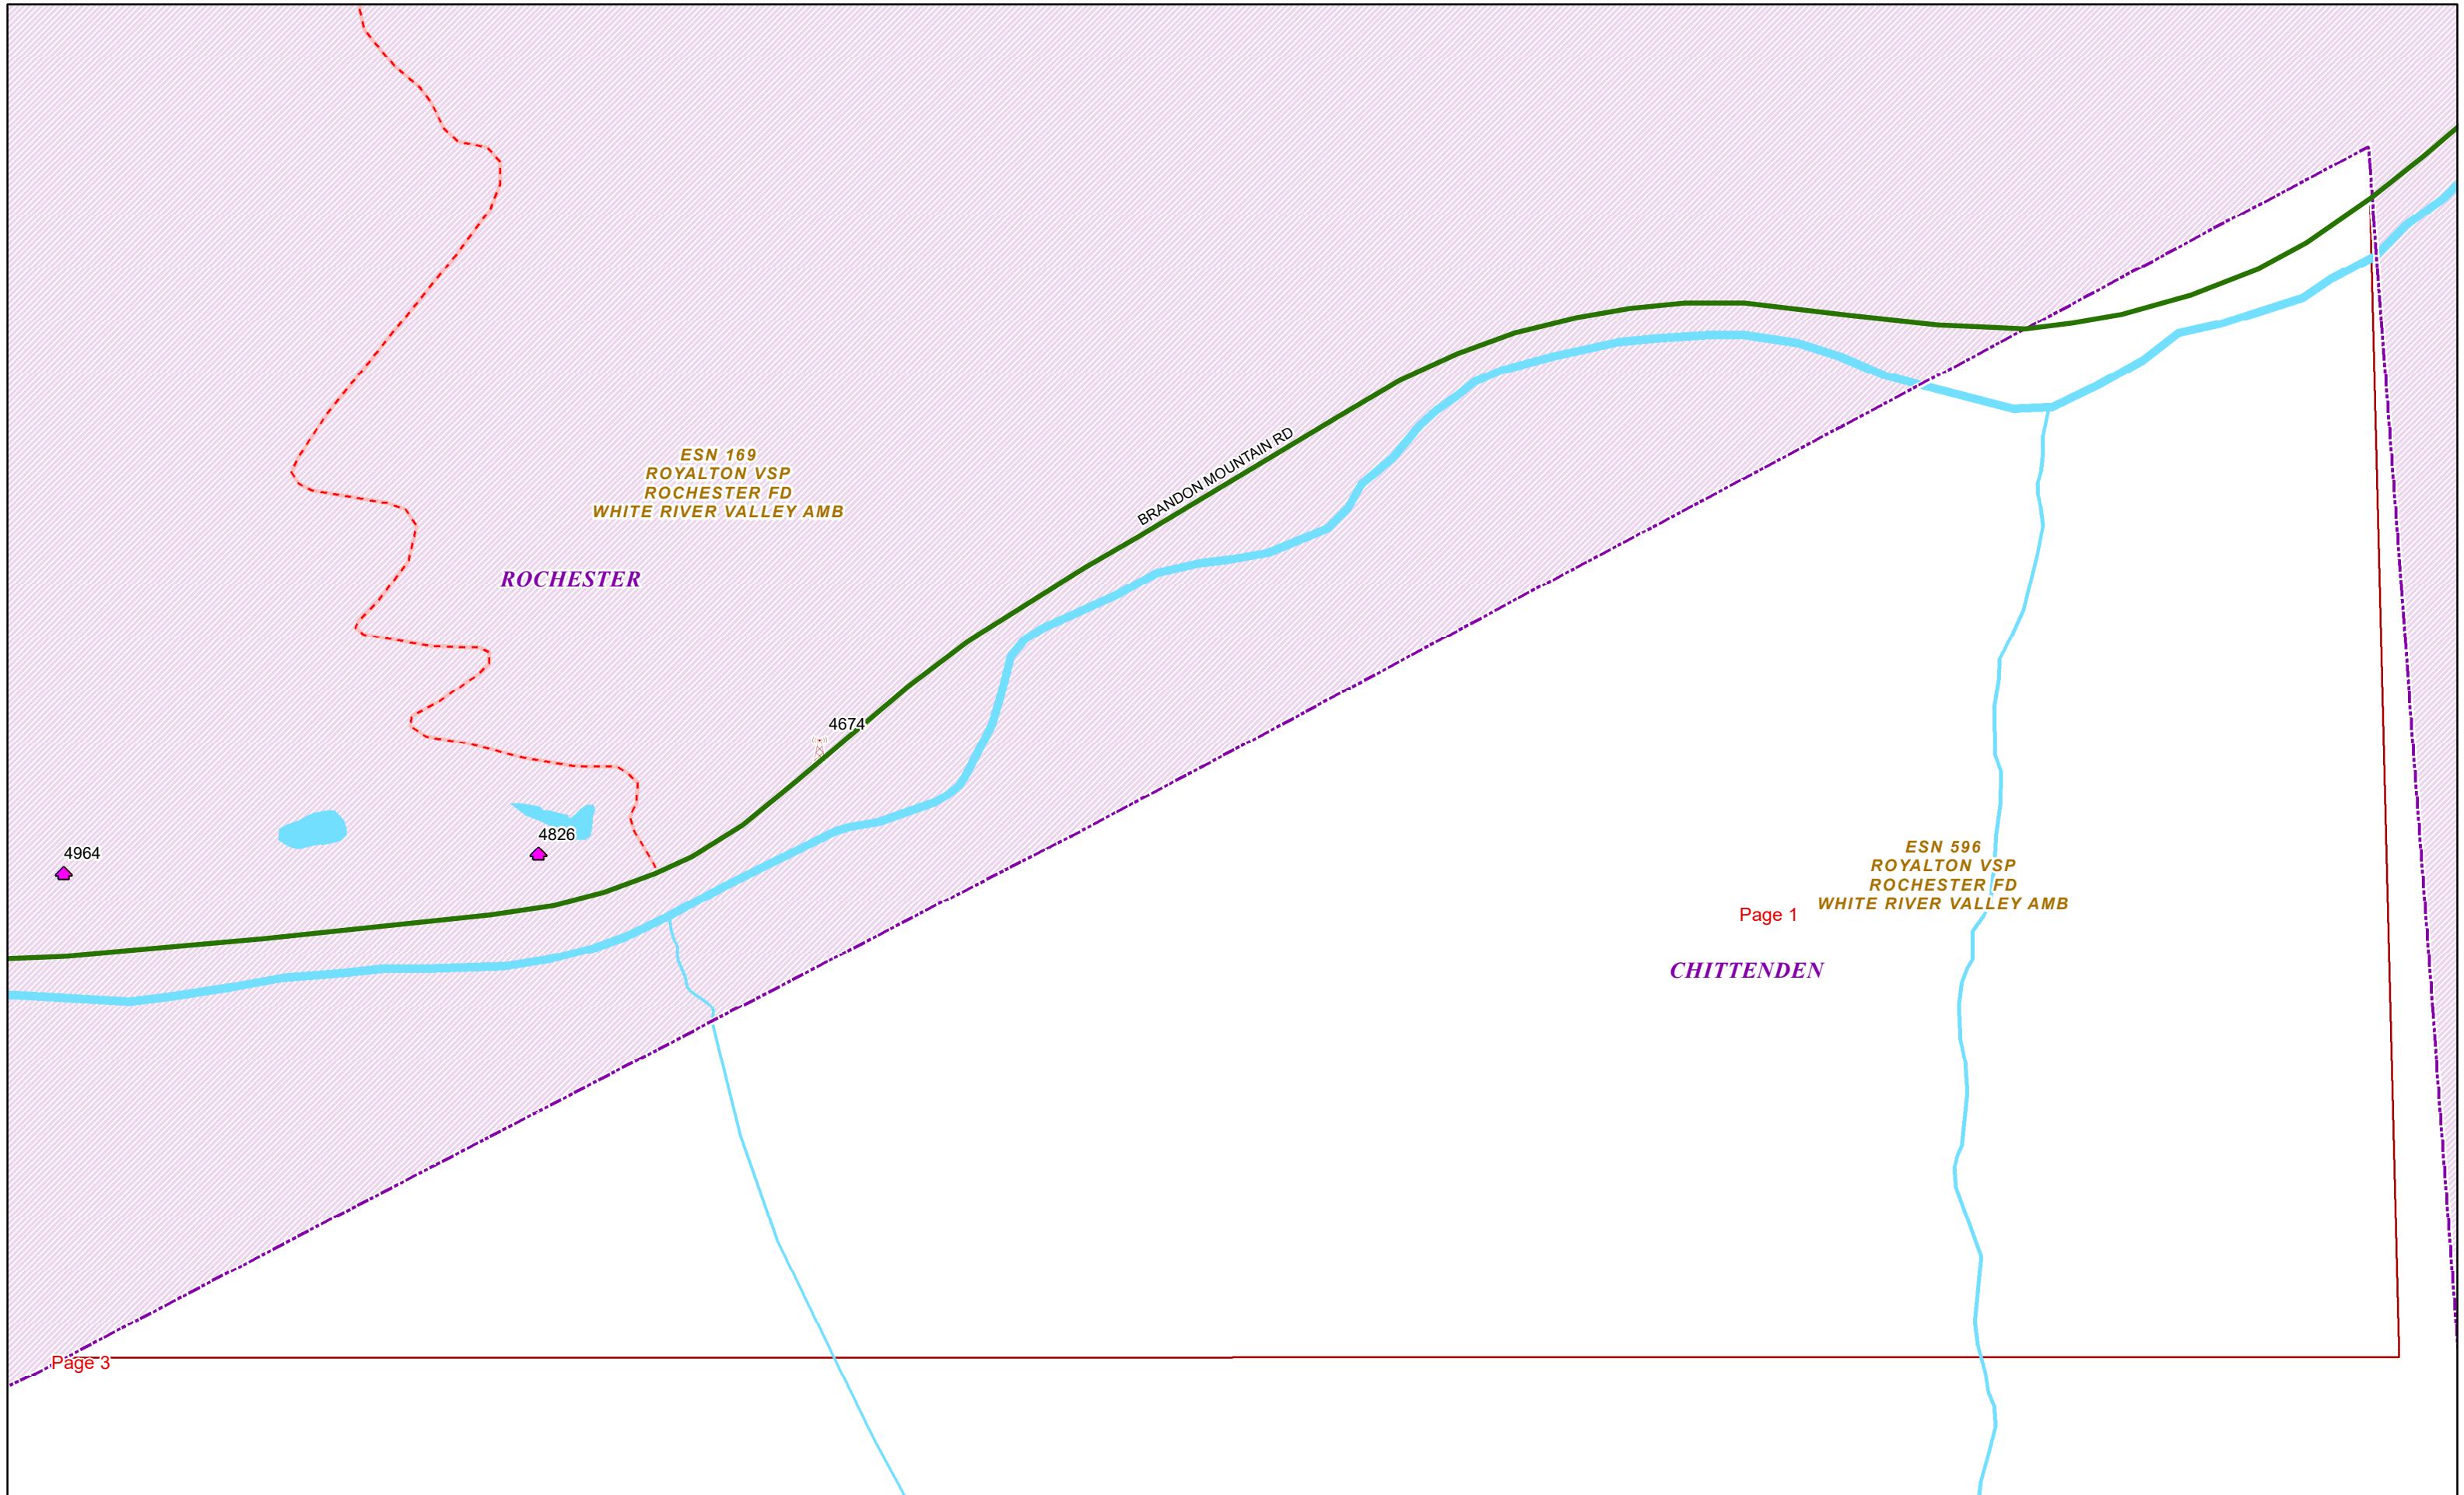 BRANDON MOUNTAIN RD
ESN 169
ROYALTON VSP
ROCHESTER FD
WHITE RIVER VALLEY AMB
ROCHESTER
4674
4826
4964
ESN 596
ROYALTON VSP
ROCHESTER FD
WHITE RIVER VALLEY AMB
Page 1
CHITTENDEN
Page 3